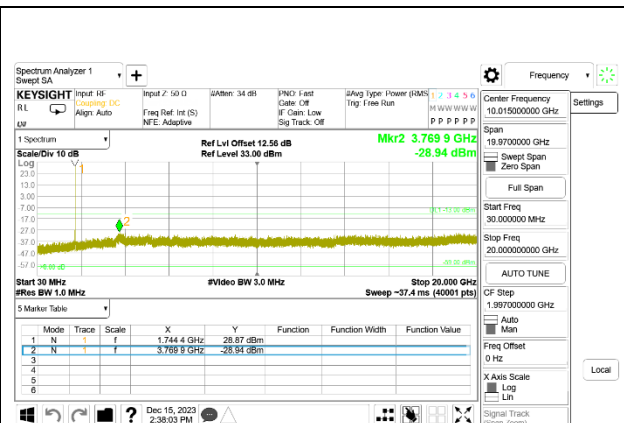 Spectrum Analyzer 1
Swept SA
+
Frequency
Settings
KEYSIGHT
RL
Input: RF
Coupling: DC
Align: Auto
Input Z: 50 Ω
Freq Ref: Int (S)
NFE: Adaptive
#Atten: 34 dB
PNO: Fast
Gate: Off
IF Gain: Low
Sig Track: Off
#Avg Type: Power (RMS
Trig: Free Run
1 2 3 4 5 6
M W W W W W
P P P P P P
1 Spectrum
Scale/Div 10 dB
Log
Ref Lvl Offset 12.56 dB
Ref Level 33.00 dBm
Mkr2 3.769 9 GHz
-28.94 dBm
23.0
13.0
3.00
-7.00
-17.0
-27.0
-37.0
-47.0
-57.0
1
2
DL1 -13.00 dBm
Start 30 MHz
#Res BW 1.0 MHz
#Video BW 3.0 MHz
Stop 20.000 GHz
Sweep ~37.4 ms (40001 pts)
5 Marker Table
Mode Trace Scale X Y Function Function Width Function Value
1 N 1 f 1.744 4 GHz 28.87 dBm
2 N 1 f 3.769 9 GHz -28.94 dBm
3
4
5
6
Center Frequency
10.015000000 GHz
Span
19.9700000 GHz
Swept Span
Zero Span
Full Span
Start Freq
30.000000 MHz
Stop Freq
20.000000000 GHz
AUTO TUNE
CF Step
1.997000000 GHz
Auto
Man
Freq Offset
0 Hz
X Axis Scale
Log
Lin
Signal Track
(Span Zoom)
Local
?
Dec 15, 2023
2:38:03 PM